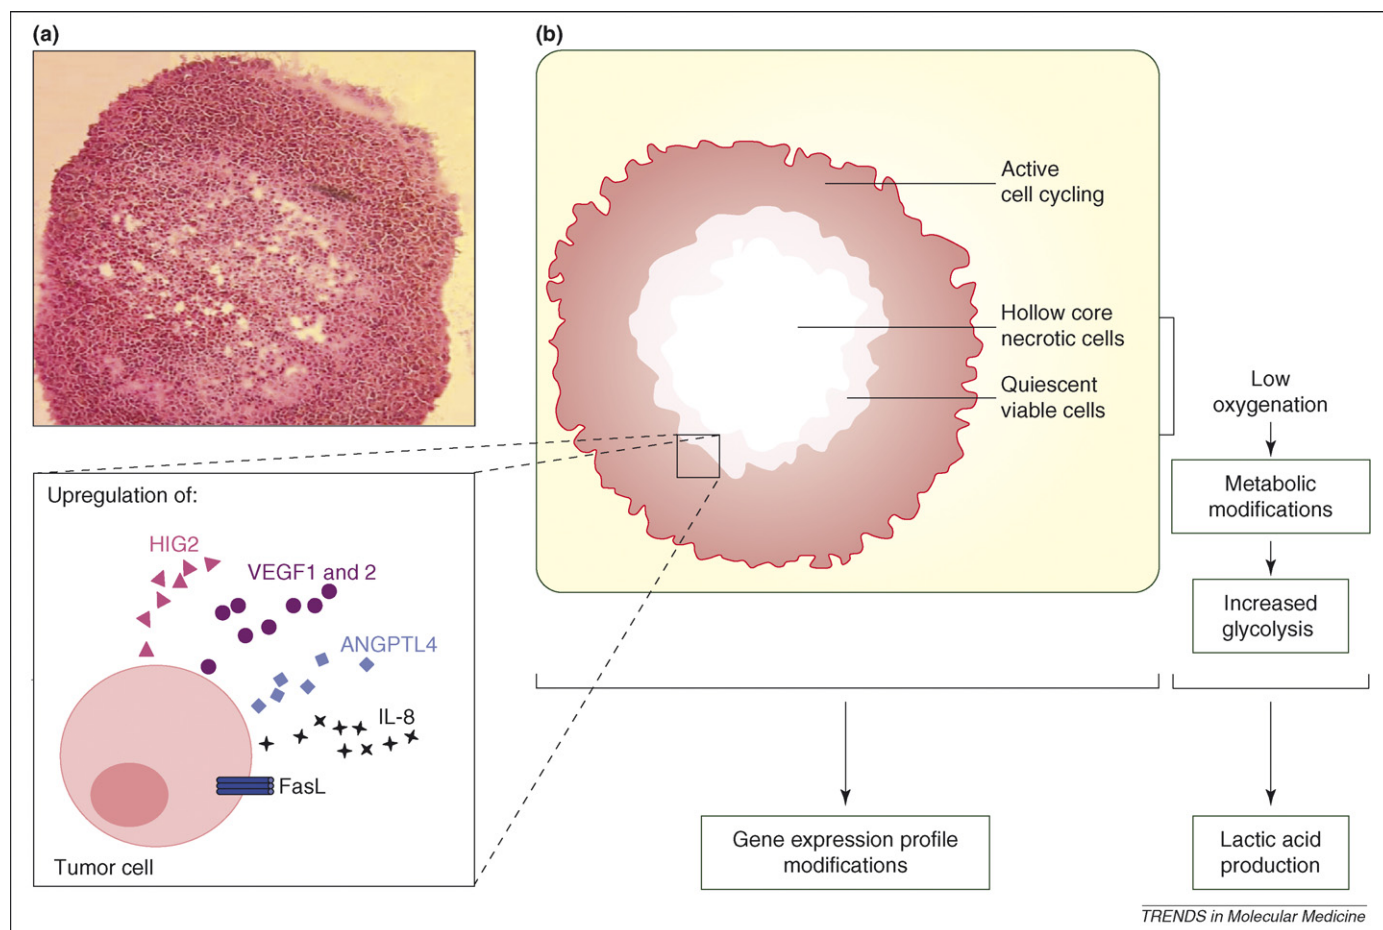 (a)
(b)
Active
cell cycling
Hollow core
necrotic cells
Quiescent
viable cells
Low
oxygenation
Metabolic
modifications
Increased
glycolysis
Upregulation of:
HIG2
VEGF1 and 2
ANGPTL4
IL-8
FasL
Tumor cell
Gene expression profile
modifications
Lactic acid
production
TRENDS in Molecular Medicine